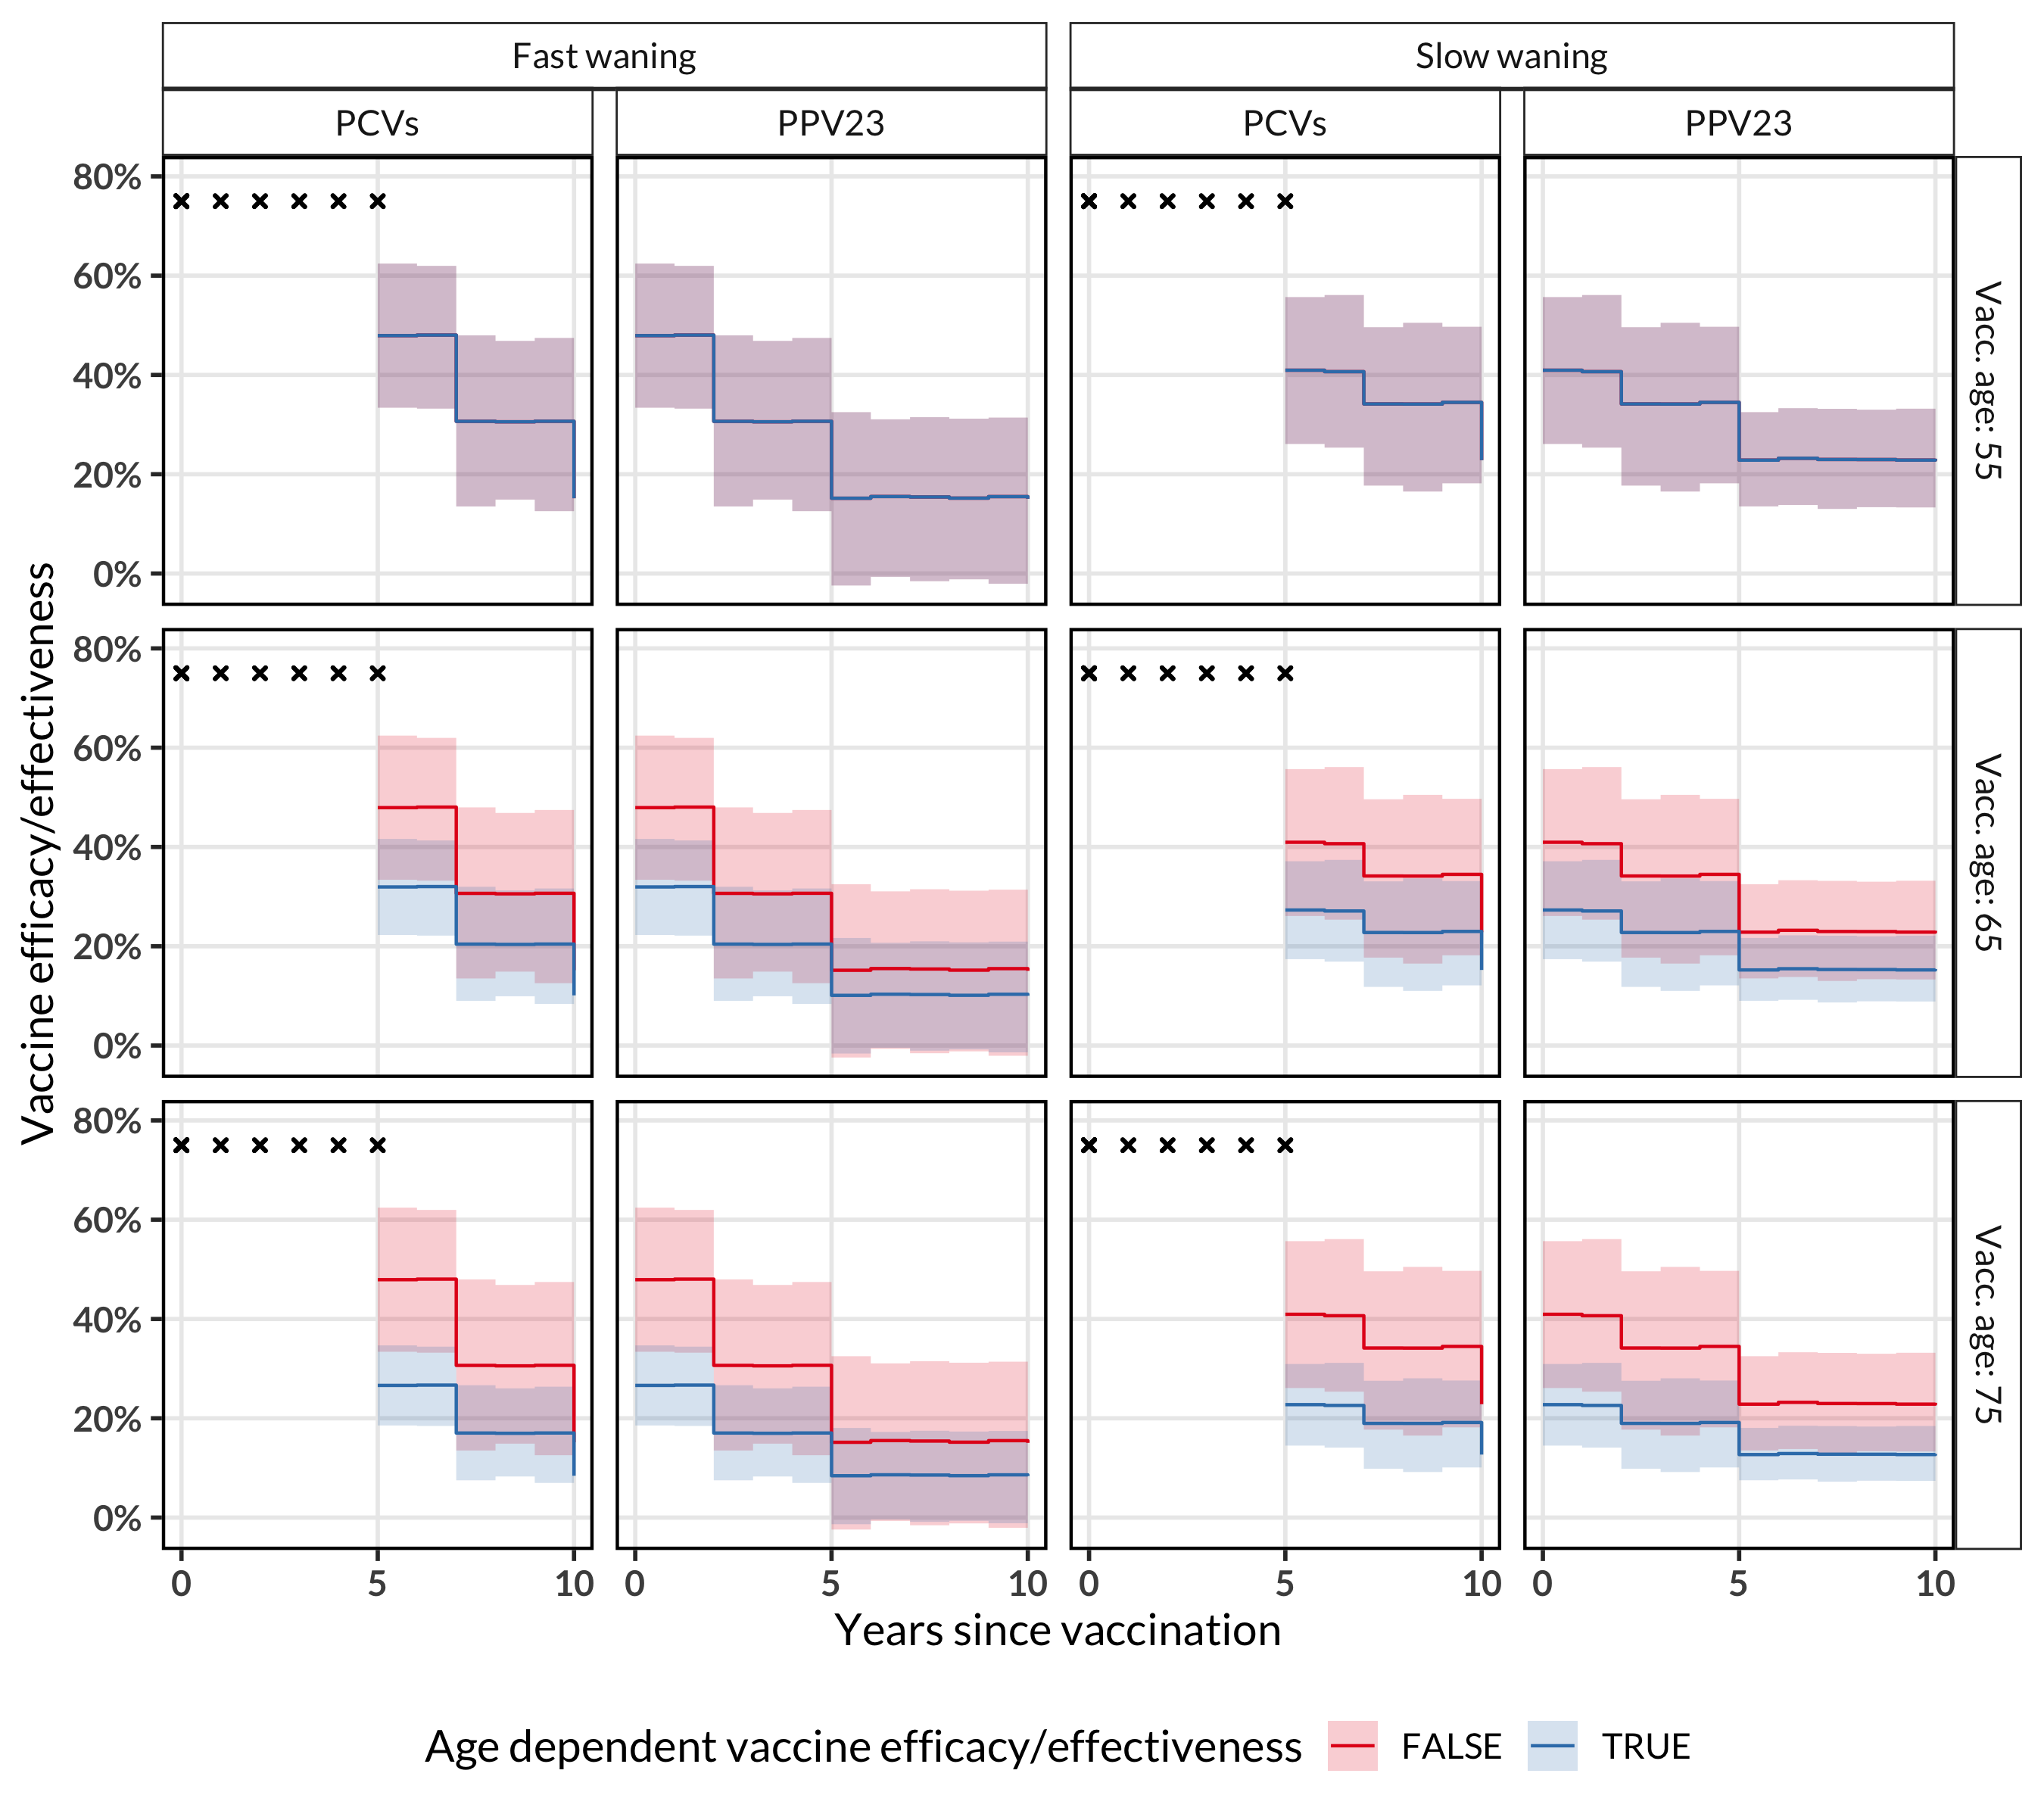 Fast waning
Slow waning
PCVs
PPV23
PCVs
PPV23
80%
60%
40%
20%
0%
Vacc. age: 55
80%
60%
40%
20%
0%
Vacc. age: 65
80%
60%
40%
20%
0%
Vacc. age: 75
Vaccine efficacy/effectiveness
0 5 10
0 5 10
0 5 10
0 5 10
Years since vaccination
Age dependent vaccine efficacy/effectiveness FALSE TRUE